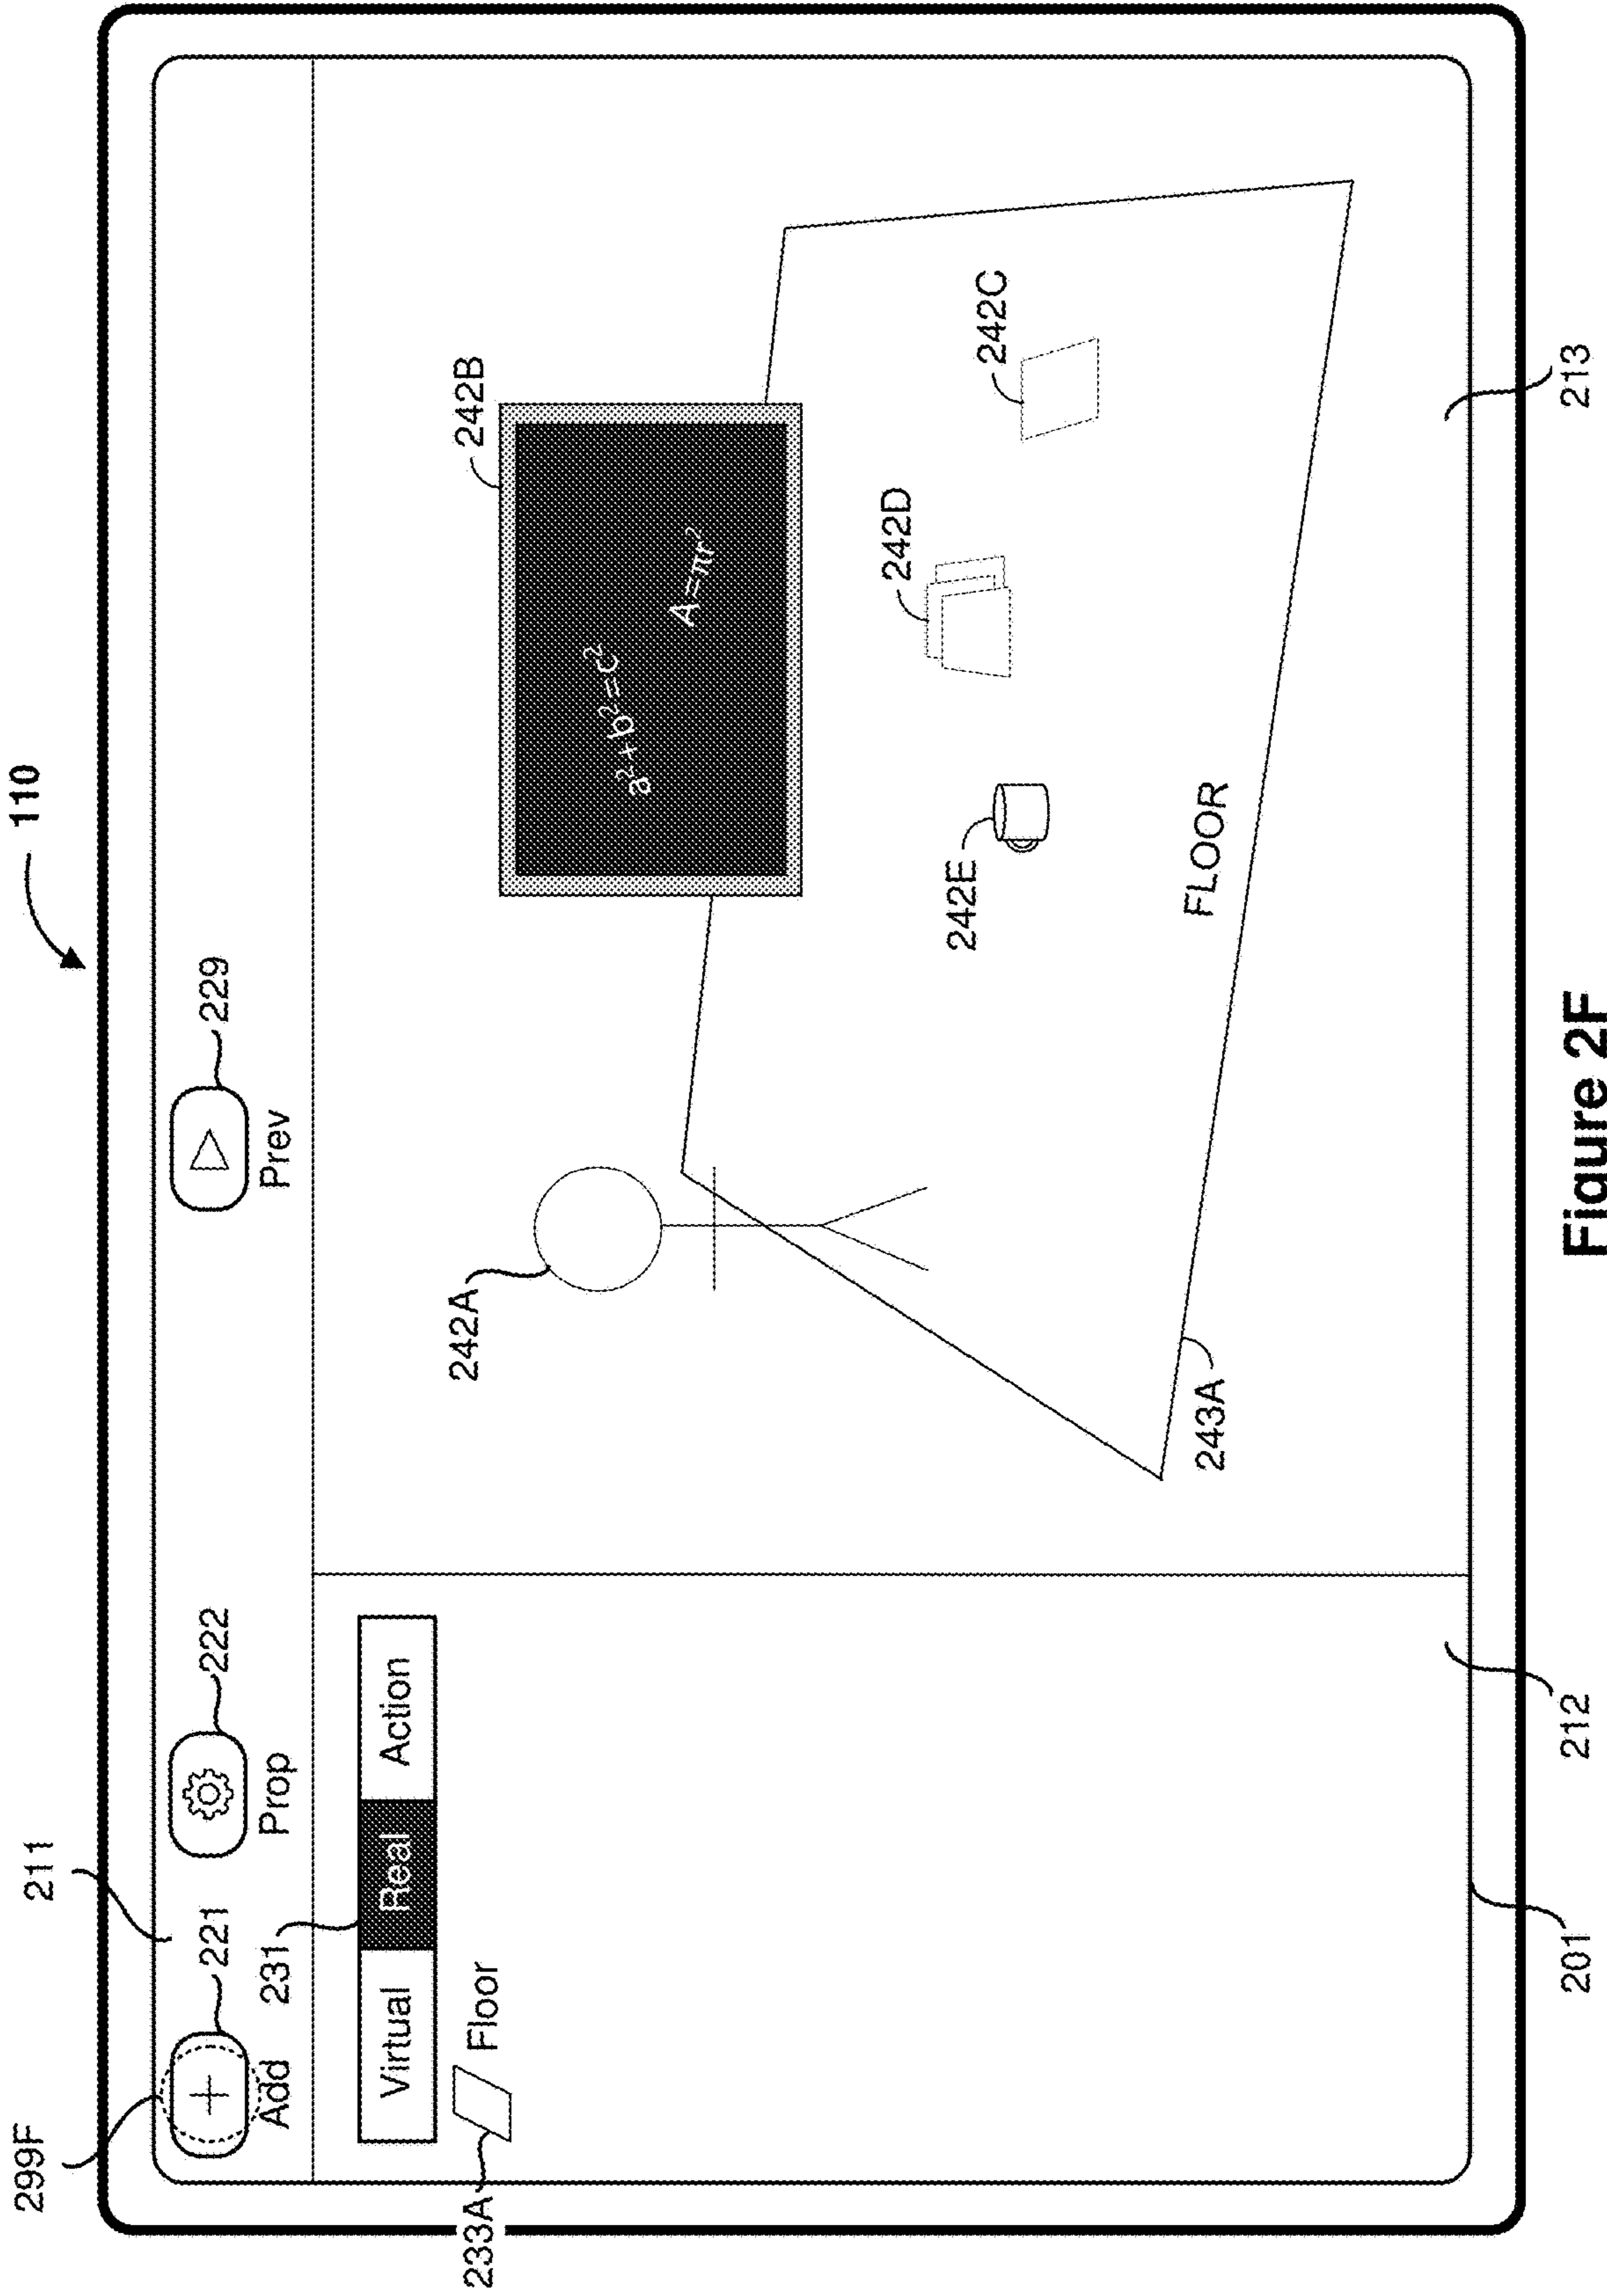 110
299F
211
221
222
229
Add
Prop
Prev
231
Virtual
Real
Action
233A
Floor
242A
242B
a²+b²=c²
A=πr²
242C
242D
242E
FLOOR
243A
201
212
213
Figure 2F